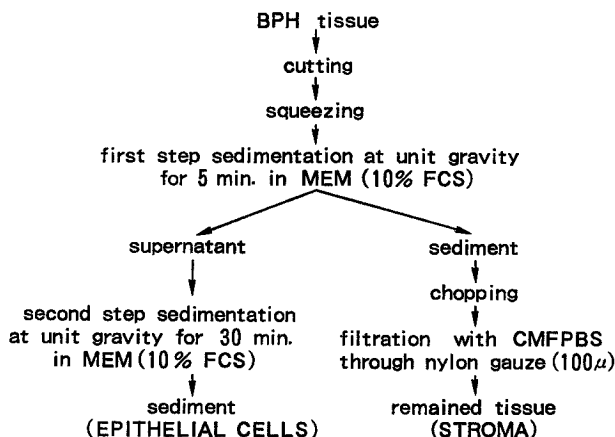 BPH tissue
cutting
squeezing
first step sedimentation at unit gravity
for 5 min. in MEM (10% FCS)
supernatant
second step sedimentation
at unit gravity for 30 min.
in MEM (10% FCS)
sediment
(EPITHELIAL CELLS)
sediment
chopping
filtration with CMFPBS
through nylon gauze (100μ)
remained tissue
(STROMA)